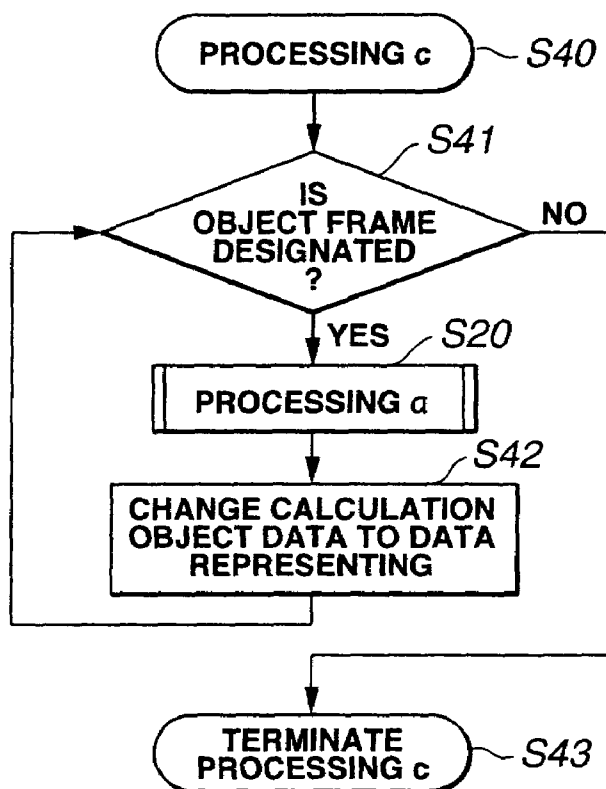 PROCESSING c
S40
S41
IS
OBJECT FRAME
DESIGNATED
?
NO
YES
S20
PROCESSING a
S42
CHANGE CALCULATION
OBJECT DATA TO DATA
REPRESENTING
TERMINATE
PROCESSING c
S43